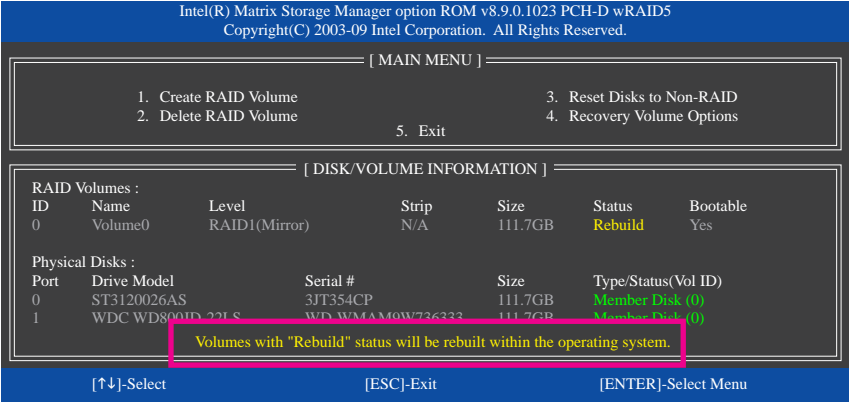 Intel(R) Matrix Storage Manager option ROM v8.9.0.1023 PCH-D wRAID5
Copyright(C) 2003-09 Intel Corporation. All Rights Reserved.
[ MAIN MENU ]
1. Create RAID Volume
2. Delete RAID Volume
3. Reset Disks to Non-RAID
4. Recovery Volume Options
5. Exit
[ DISK/VOLUME INFORMATION ]
RAID Volumes :
ID Name Level Strip Size Status Bootable
0 Volume0 RAID1(Mirror) N/A 111.7GB Rebuild Yes
Physical Disks :
Port Drive Model Serial # Size Type/Status(Vol ID)
0 ST3120026AS 3JT354CP 111.7GB Member Disk (0)
1 WDC WD800JD-22LS WD-WMAM9W736333 111.7GB Member Disk (0)
Volumes with "Rebuild" status will be rebuilt within the operating system.
[↑↓]-Select [ESC]-Exit [ENTER]-Select Menu